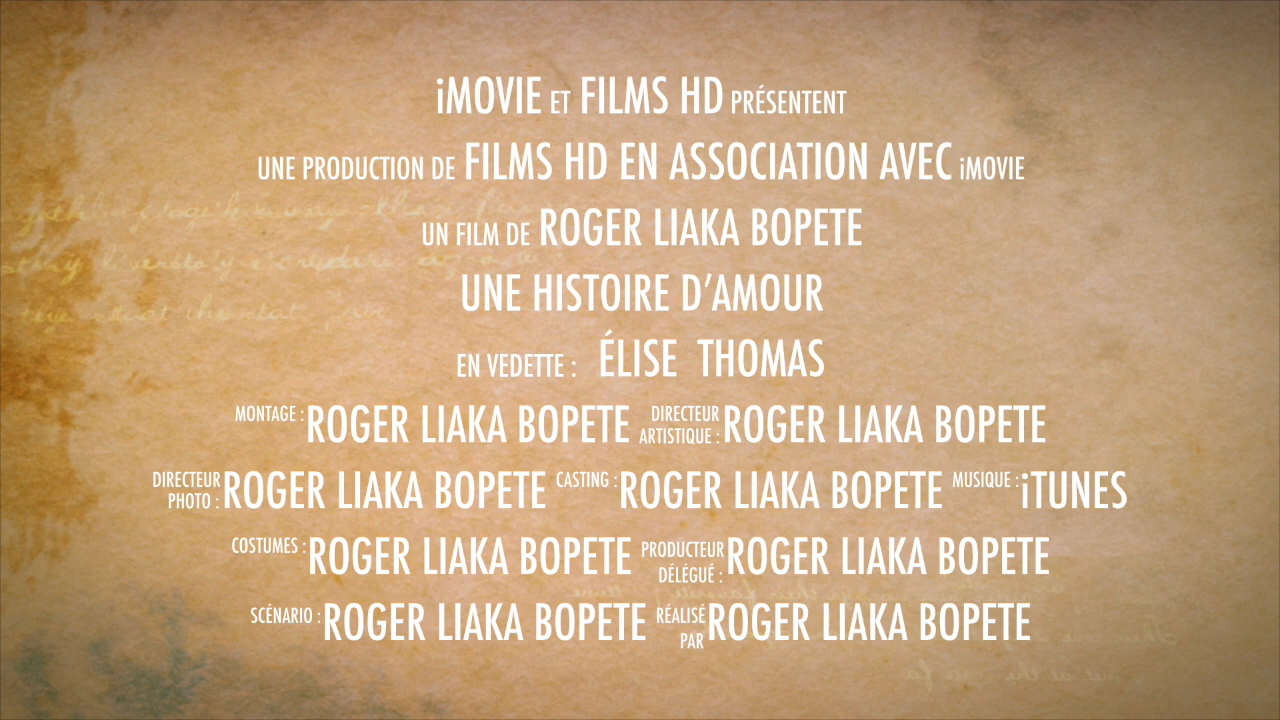 iMOVIE ET FILMS HD PRÉSENTENT
UNE PRODUCTION DE FILMS HD EN ASSOCIATION AVEC iMOVIE
UN FILM DE ROGER LIAKA BOPETE
UNE HISTOIRE D’AMOUR
EN VEDETTE : ÉLISE THOMAS
MONTAGE : ROGER LIAKA BOPETE DIRECTEUR ARTISTIQUE : ROGER LIAKA BOPETE
DIRECTEUR PHOTO : ROGER LIAKA BOPETE CASTING : ROGER LIAKA BOPETE MUSIQUE : iTUNES
COSTUMES : ROGER LIAKA BOPETE PRODUCTEUR DÉLÉGUÉ : ROGER LIAKA BOPETE
SCÉNARIO : ROGER LIAKA BOPETE RÉALISÉ PAR ROGER LIAKA BOPETE